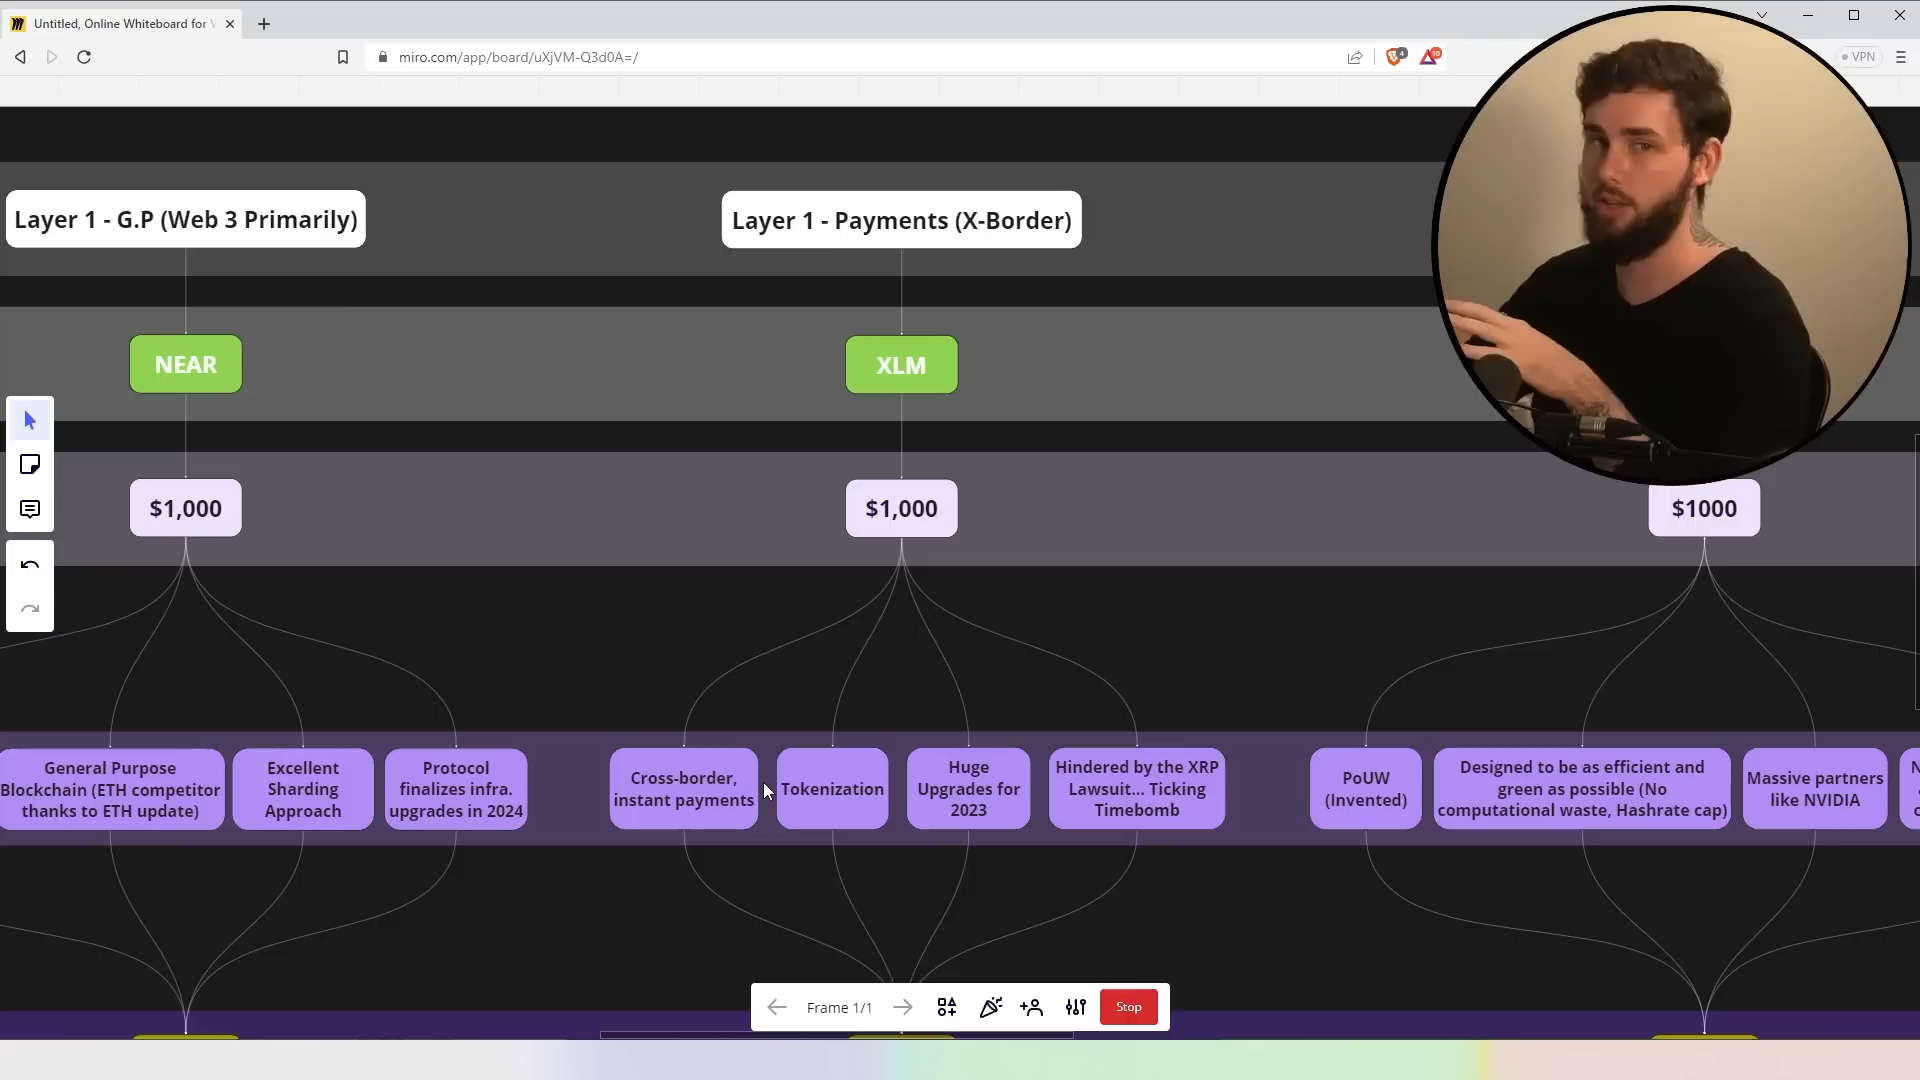 Untitled, Online Whiteboard for
miro.com/app/board/uXjVM-Q3d0A=/
4
10
VPN
Layer 1 - G.P (Web 3 Primarily)
Layer 1 - Payments (X-Border)
NEAR
XLM
$1,000
$1,000
$1000
General Purpose
Blockchain (ETH competitor
thanks to ETH update)
Excellent
Sharding
Approach
Protocol
finalizes infra.
upgrades in 2024
Cross-border,
instant payments
Tokenization
Huge
Upgrades for
2023
Hindered by the XRP
Lawsuit... Ticking
Timebomb
PoUW
(Invented)
Designed to be as efficient and
green as possible (No
computational waste, Hashrate cap)
Massive partners
like NVIDIA
Frame 1/1
Stop